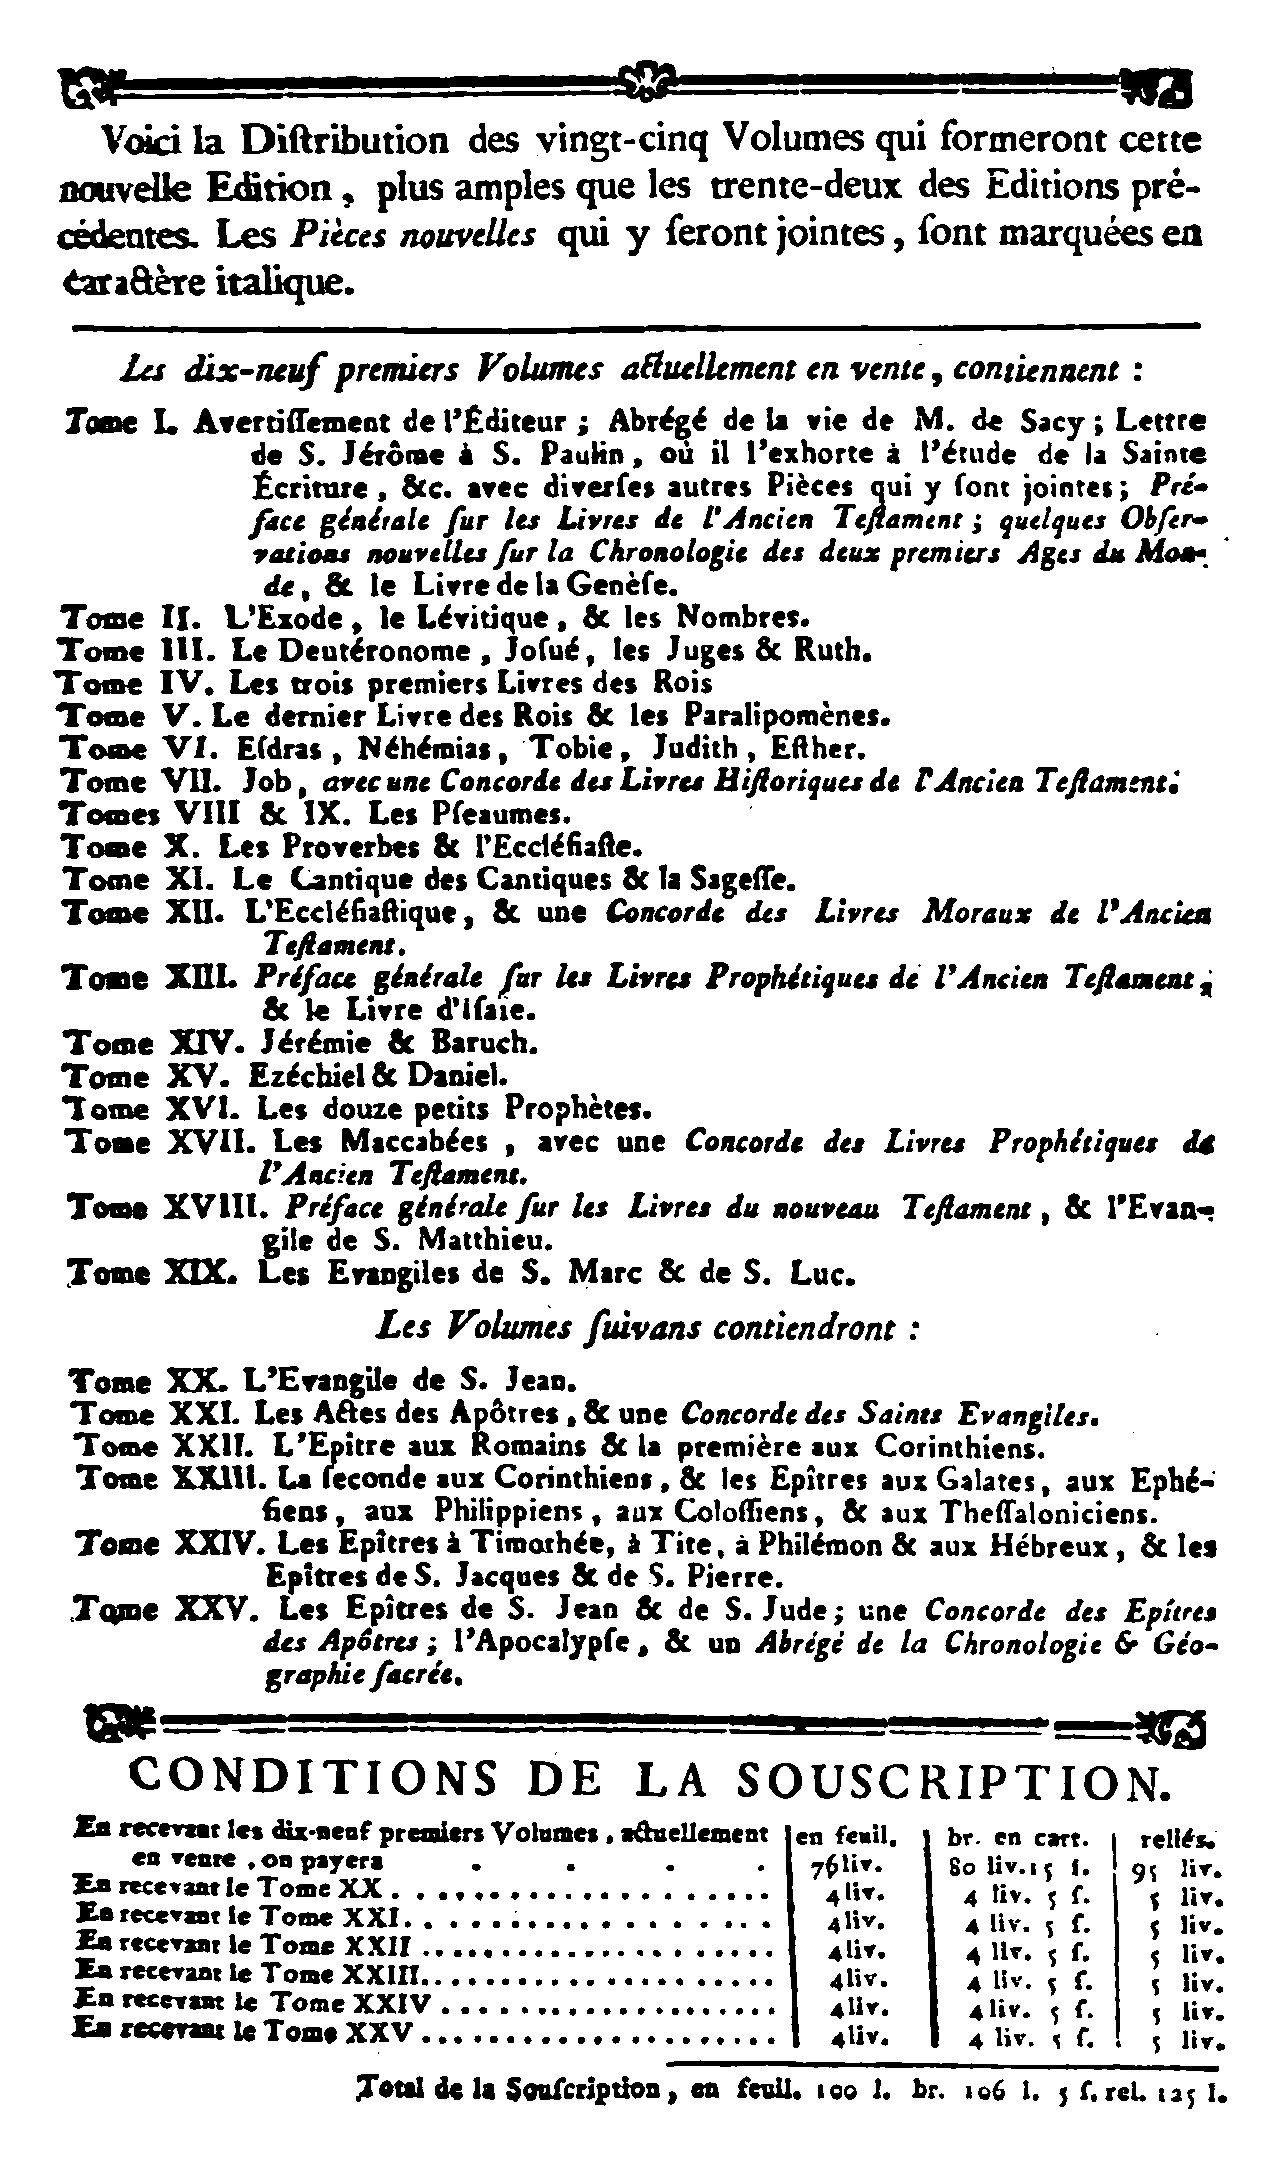 Voici la Diſtribution des vingt-cinq Volumes qui formeront cette
nouvelle Edition, plus amples que les trente-deux des Editions pré-
cédentes. Les Pièces nouvelles qui y ſeront jointes, ſont marquées en
caractère italique.
Les dix-neuf premiers Volumes actuellement en vente, contiennent :
Tome I. Avertiſſement de l'Éditeur ; Abrégé de la vie de M. de Sacy ; Lettre
de S. Jérôme à S. Paulin, où il l'exhorte à l'étude de la Sainte
Écriture, &c. avec diverſes autres Pièces qui y ſont jointes ; Pré-
face générale ſur les Livres de l'Ancien Teſtament ; quelques Obſer-
vations nouvelles ſur la Chronologie des deux premiers Ages du Mon-
de, & le Livre de la Genèſe.
Tome II. L'Exode, le Lévitique, & les Nombres.
Tome III. Le Deutéronome, Joſué, les Juges & Ruth.
Tome IV. Les trois premiers Livres des Rois
Tome V. Le dernier Livre des Rois & les Paralipomènes.
Tome VI. Eſdras, Néhémias, Tobie, Judith, Eſther.
Tome VII. Job, avec une Concorde des Livres Hiſtoriques de l'Ancien Teſtament.
Tomes VIII & IX. Les Pſeaumes.
Tome X. Les Proverbes & l'Eccléſiaſte.
Tome XI. Le Cantique des Cantiques & la Sageſſe.
Tome XII. L'Eccléſiaſtique, & une Concorde des Livres Moraux de l'Ancien
Teſtament.
Tome XIII. Préface générale ſur les Livres Prophétiques de l'Ancien Teſtament,
& le Livre d'Iſaïe.
Tome XIV. Jérémie & Baruch.
Tome XV. Ezéchiel & Daniel.
Tome XVI. Les douze petits Prophètes.
Tome XVII. Les Maccabées, avec une Concorde des Livres Prophétiques de
l'Ancien Teſtament.
Tome XVIII. Préface générale ſur les Livres du nouveau Teſtament, & l'Evan-
gile de S. Matthieu.
Tome XIX. Les Evangiles de S. Marc & de S. Luc.
Les Volumes ſuivans contiendront :
Tome XX. L'Evangile de S. Jean.
Tome XXI. Les Actes des Apôtres, & une Concorde des Saints Evangiles.
Tome XXII. L'Epitre aux Romains & la première aux Corinthiens.
Tome XXIII. La ſeconde aux Corinthiens, & les Epîtres aux Galates, aux Ephé-
ſiens, aux Philippiens, aux Coloſſiens, & aux Theſſaloniciens.
Tome XXIV. Les Epîtres à Timothée, à Tite, à Philémon & aux Hébreux, & les
Epîtres de S. Jacques & de S. Pierre.
Tome XXV. Les Epîtres de S. Jean & de S. Jude ; une Concorde des Epîtres
des Apôtres ; l'Apocalypſe, & un Abrégé de la Chronologie & Géo-
graphie ſacrée.
CONDITIONS DE LA SOUSCRIPTION.
En recevant les dix-neuf premiers Volumes, actuellement en feuil. br. en cart. reliés.
en vente, on payera . . . . 76 liv. 80 liv. 15 ſ. 95 liv.
En recevant le Tome XX . . . . . . . . . . . . . . . . . 4 liv. 4 liv. 5 ſ. 5 liv.
En recevant le Tome XXI. . . . . . . . . . . . . . . . . 4 liv. 4 liv. 5 ſ. 5 liv.
En recevant le Tome XXII . . . . . . . . . . . . . . . . 4 liv. 4 liv. 5 ſ. 5 liv.
En recevant le Tome XXIII. . . . . . . . . . . . . . . . 4 liv. 4 liv. 5 ſ. 5 liv.
En recevant le Tome XXIV . . . . . . . . . . . . . . . 4 liv. 4 liv. 5 ſ. 5 liv.
En recevant le Tome XXV . . . . . . . . . . . . . . . . 4 liv. 4 liv. 5 ſ. 5 liv.
Total de la Souſcription, en feuil. 100 l. br. 106 l. 5 ſ. rel. 125 l.